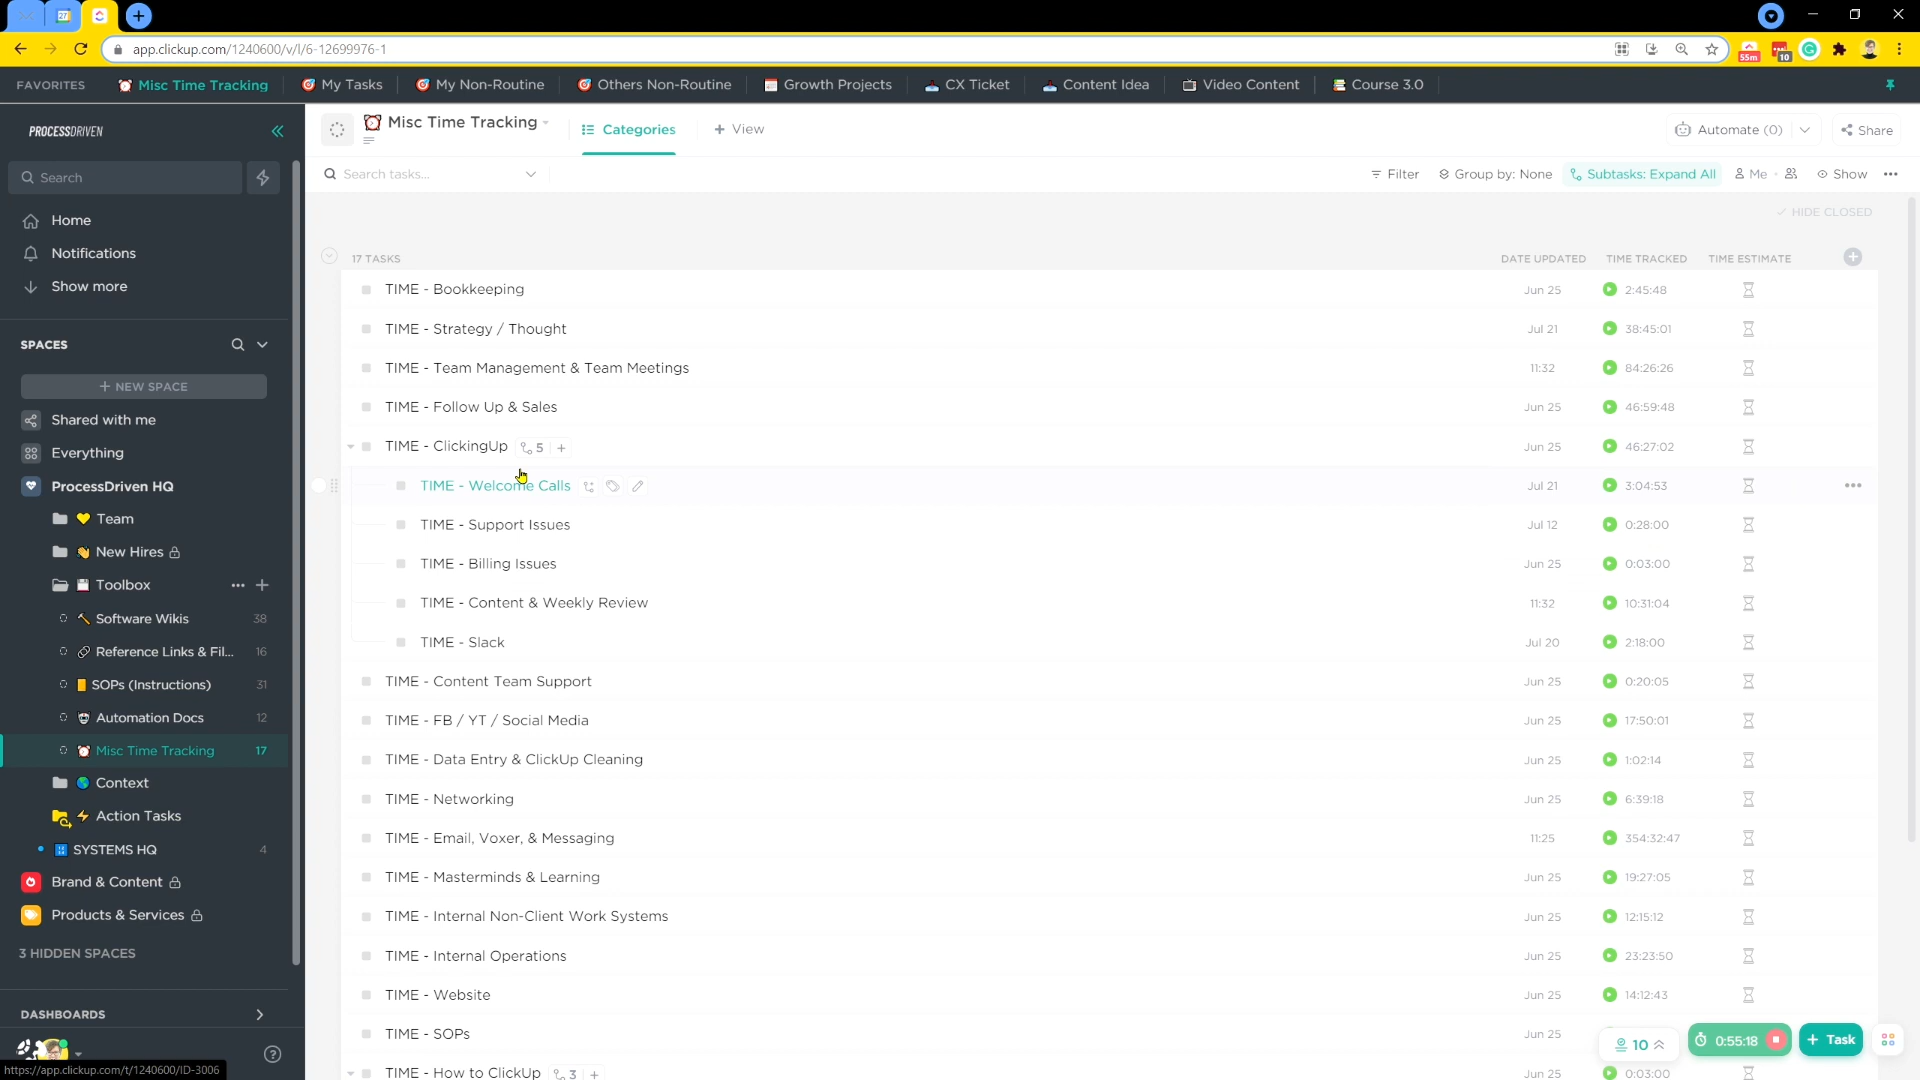 27
app.clickup.com/1240600/v/l/6-12699976-1
55m
10
FAVORITES
Misc Time Tracking
My Tasks
My Non-Routine
Others Non-Routine
Growth Projects
CX Ticket
Content Idea
Video Content
Course 3.0
PROCESSDRIVEN
Misc Time Tracking
Categories
+ View
Automate (0)
Share
Search
Search tasks...
Filter
Group by: None
Subtasks: Expand All
Me
Show
HIDE CLOSED
Home
Notifications
Show more
SPACES
+ NEW SPACE
Shared with me
Everything
ProcessDriven HQ
Team
New Hires
Toolbox
Software Wikis 38
Reference Links & Fil... 16
SOPs (Instructions) 31
Automation Docs 12
Misc Time Tracking 17
Context
Action Tasks
SYSTEMS HQ 4
Brand & Content
Products & Services
3 HIDDEN SPACES
DASHBOARDS
https://app.clickup.com/t/1240600/ID-3006
17 TASKS DATE UPDATED TIME TRACKED TIME ESTIMATE
TIME - Bookkeeping Jun 25 2:45:48
TIME - Strategy / Thought Jul 21 38:45:01
TIME - Team Management & Team Meetings 11:32 84:26:26
TIME - Follow Up & Sales Jun 25 46:59:48
TIME - ClickingUp 5 + Jun 25 46:27:02
TIME - Welcome Calls Jul 21 3:04:53
TIME - Support Issues Jul 12 0:28:00
TIME - Billing Issues Jun 25 0:03:00
TIME - Content & Weekly Review 11:32 10:31:04
TIME - Slack Jul 20 2:18:00
TIME - Content Team Support Jun 25 0:20:05
TIME - FB / YT / Social Media Jun 25 17:50:01
TIME - Data Entry & ClickUp Cleaning Jun 25 1:02:14
TIME - Networking Jun 25 6:39:18
TIME - Email, Voxer, & Messaging 11:25 354:32:47
TIME - Masterminds & Learning Jun 25 19:27:05
TIME - Internal Non-Client Work Systems Jun 25 12:15:12
TIME - Internal Operations Jun 25 23:23:50
TIME - Website Jun 25 14:12:43
TIME - SOPs Jun 25
TIME - How to ClickUp 3 + Jun 25 0:03:00
10
0:55:18
+ Task